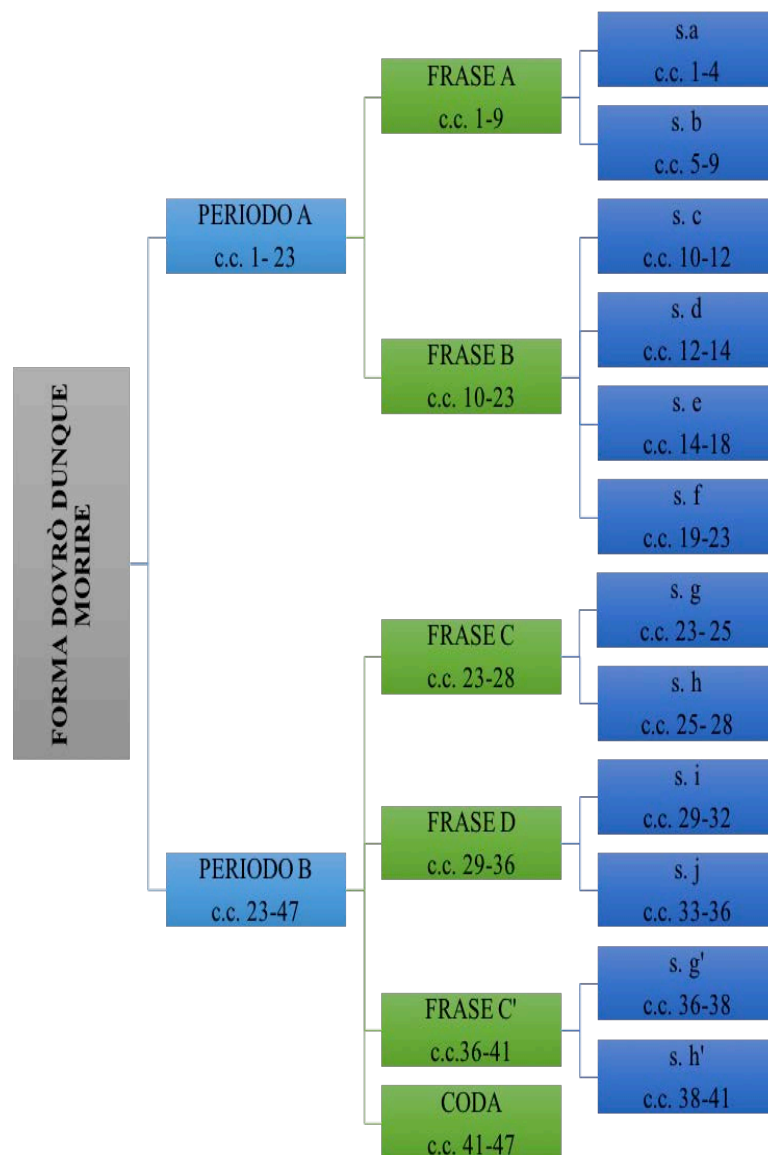 FORMA DOVRÒ DUNQUE
MORIRE
PERIODO A
c.c. 1- 23
FRASE A
c.c. 1-9
s.a
c.c. 1-4
s. b
c.c. 5-9
FRASE B
c.c. 10-23
s. c
c.c. 10-12
s. d
c.c. 12-14
s. e
c.c. 14-18
s. f
c.c. 19-23
PERIODO B
c.c. 23-47
FRASE C
c.c. 23-28
s. g
c.c. 23- 25
s. h
c.c. 25- 28
FRASE D
c.c. 29-36
s. i
c.c. 29-32
s. j
c.c. 33-36
FRASE C'
c.c.36-41
s. g'
c.c. 36-38
s. h'
c.c. 38-41
CODA
c.c. 41-47